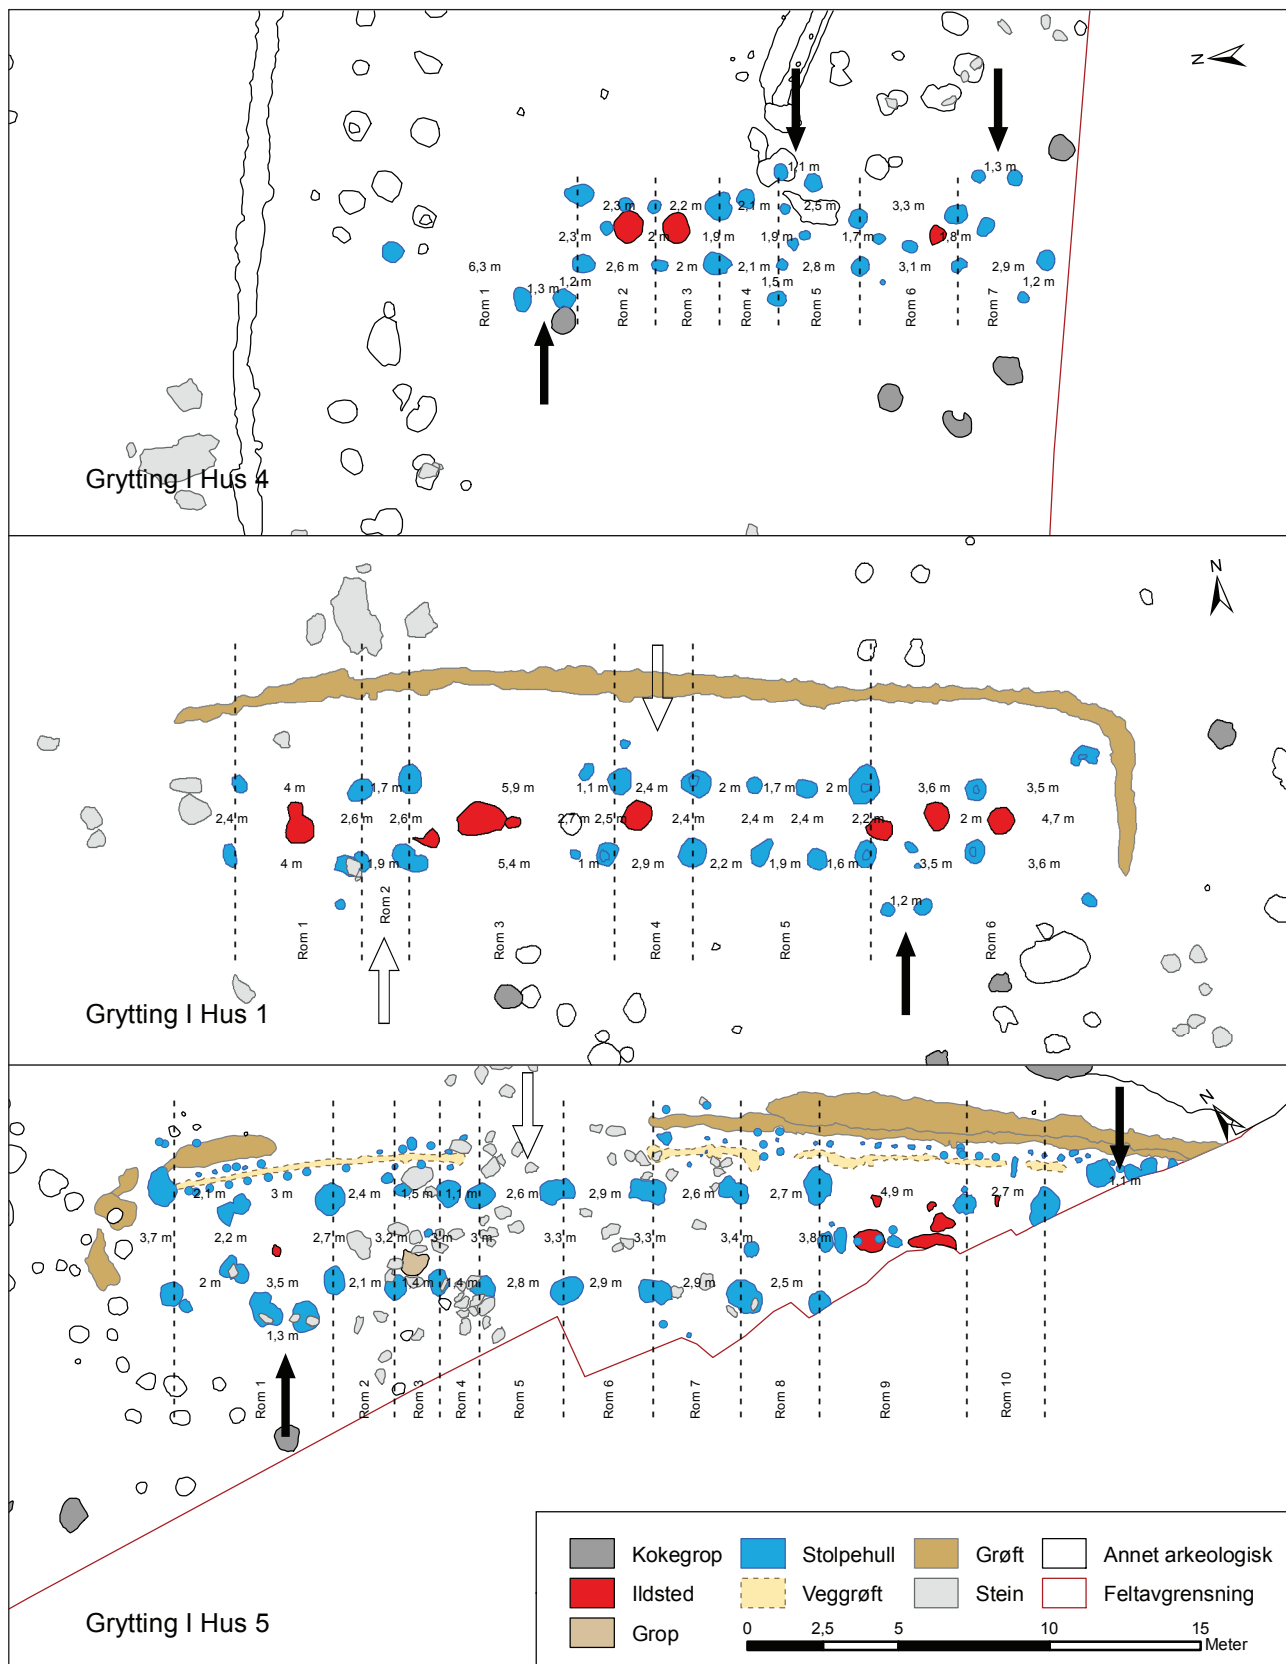 N
1,1 m
1,3 m
2,3 m
2,2 m
2,1 m
2,5 m
3,3 m
2,3 m
2 m
1,9 m
1,9 m
1,7 m
1,8 m
6,3 m
2,6 m
2 m
2,1 m
2,8 m
3,1 m
2,9 m
1,3 m
1,2 m
1,5 m
1,2 m
Rom 1
Rom 2
Rom 3
Rom 4
Rom 5
Rom 6
Rom 7
Grytting I Hus 4
N
4 m
1,7 m
5,9 m
1,1 m
2,4 m
2 m
1,7 m
2 m
3,6 m
3,5 m
2,4 m
2,6 m
2,6 m
2,7 m
2,5 m
2,4 m
2,4 m
2,4 m
2,2 m
2 m
4,7 m
4 m
1,9 m
5,4 m
1 m
2,9 m
2,2 m
1,9 m
1,6 m
3,5 m
3,6 m
1,2 m
Rom 1
Rom 2
Rom 3
Rom 4
Rom 5
Rom 6
Grytting I Hus 1
N
1,1 m
2,1 m
3 m
2,4 m
1,5 m
1,1 m
2,6 m
2,9 m
2,6 m
2,7 m
4,9 m
2,7 m
3,7 m
2,2 m
2,7 m
3,2 m
3 m
3 m
3,3 m
3,3 m
3,4 m
3,8 m
2 m
3,5 m
2,1 m
1,4 m
1,4 m
2,8 m
2,9 m
2,9 m
2,5 m
1,3 m
Rom 1
Rom 2
Rom 3
Rom 4
Rom 5
Rom 6
Rom 7
Rom 8
Rom 9
Rom 10
Grytting I Hus 5
Kokegrop
Stolpehull
Grøft
Annet arkeologisk
Ildsted
Veggrøft
Stein
Feltavgrensning
Grop
0 2,5 5 10 15
Meter